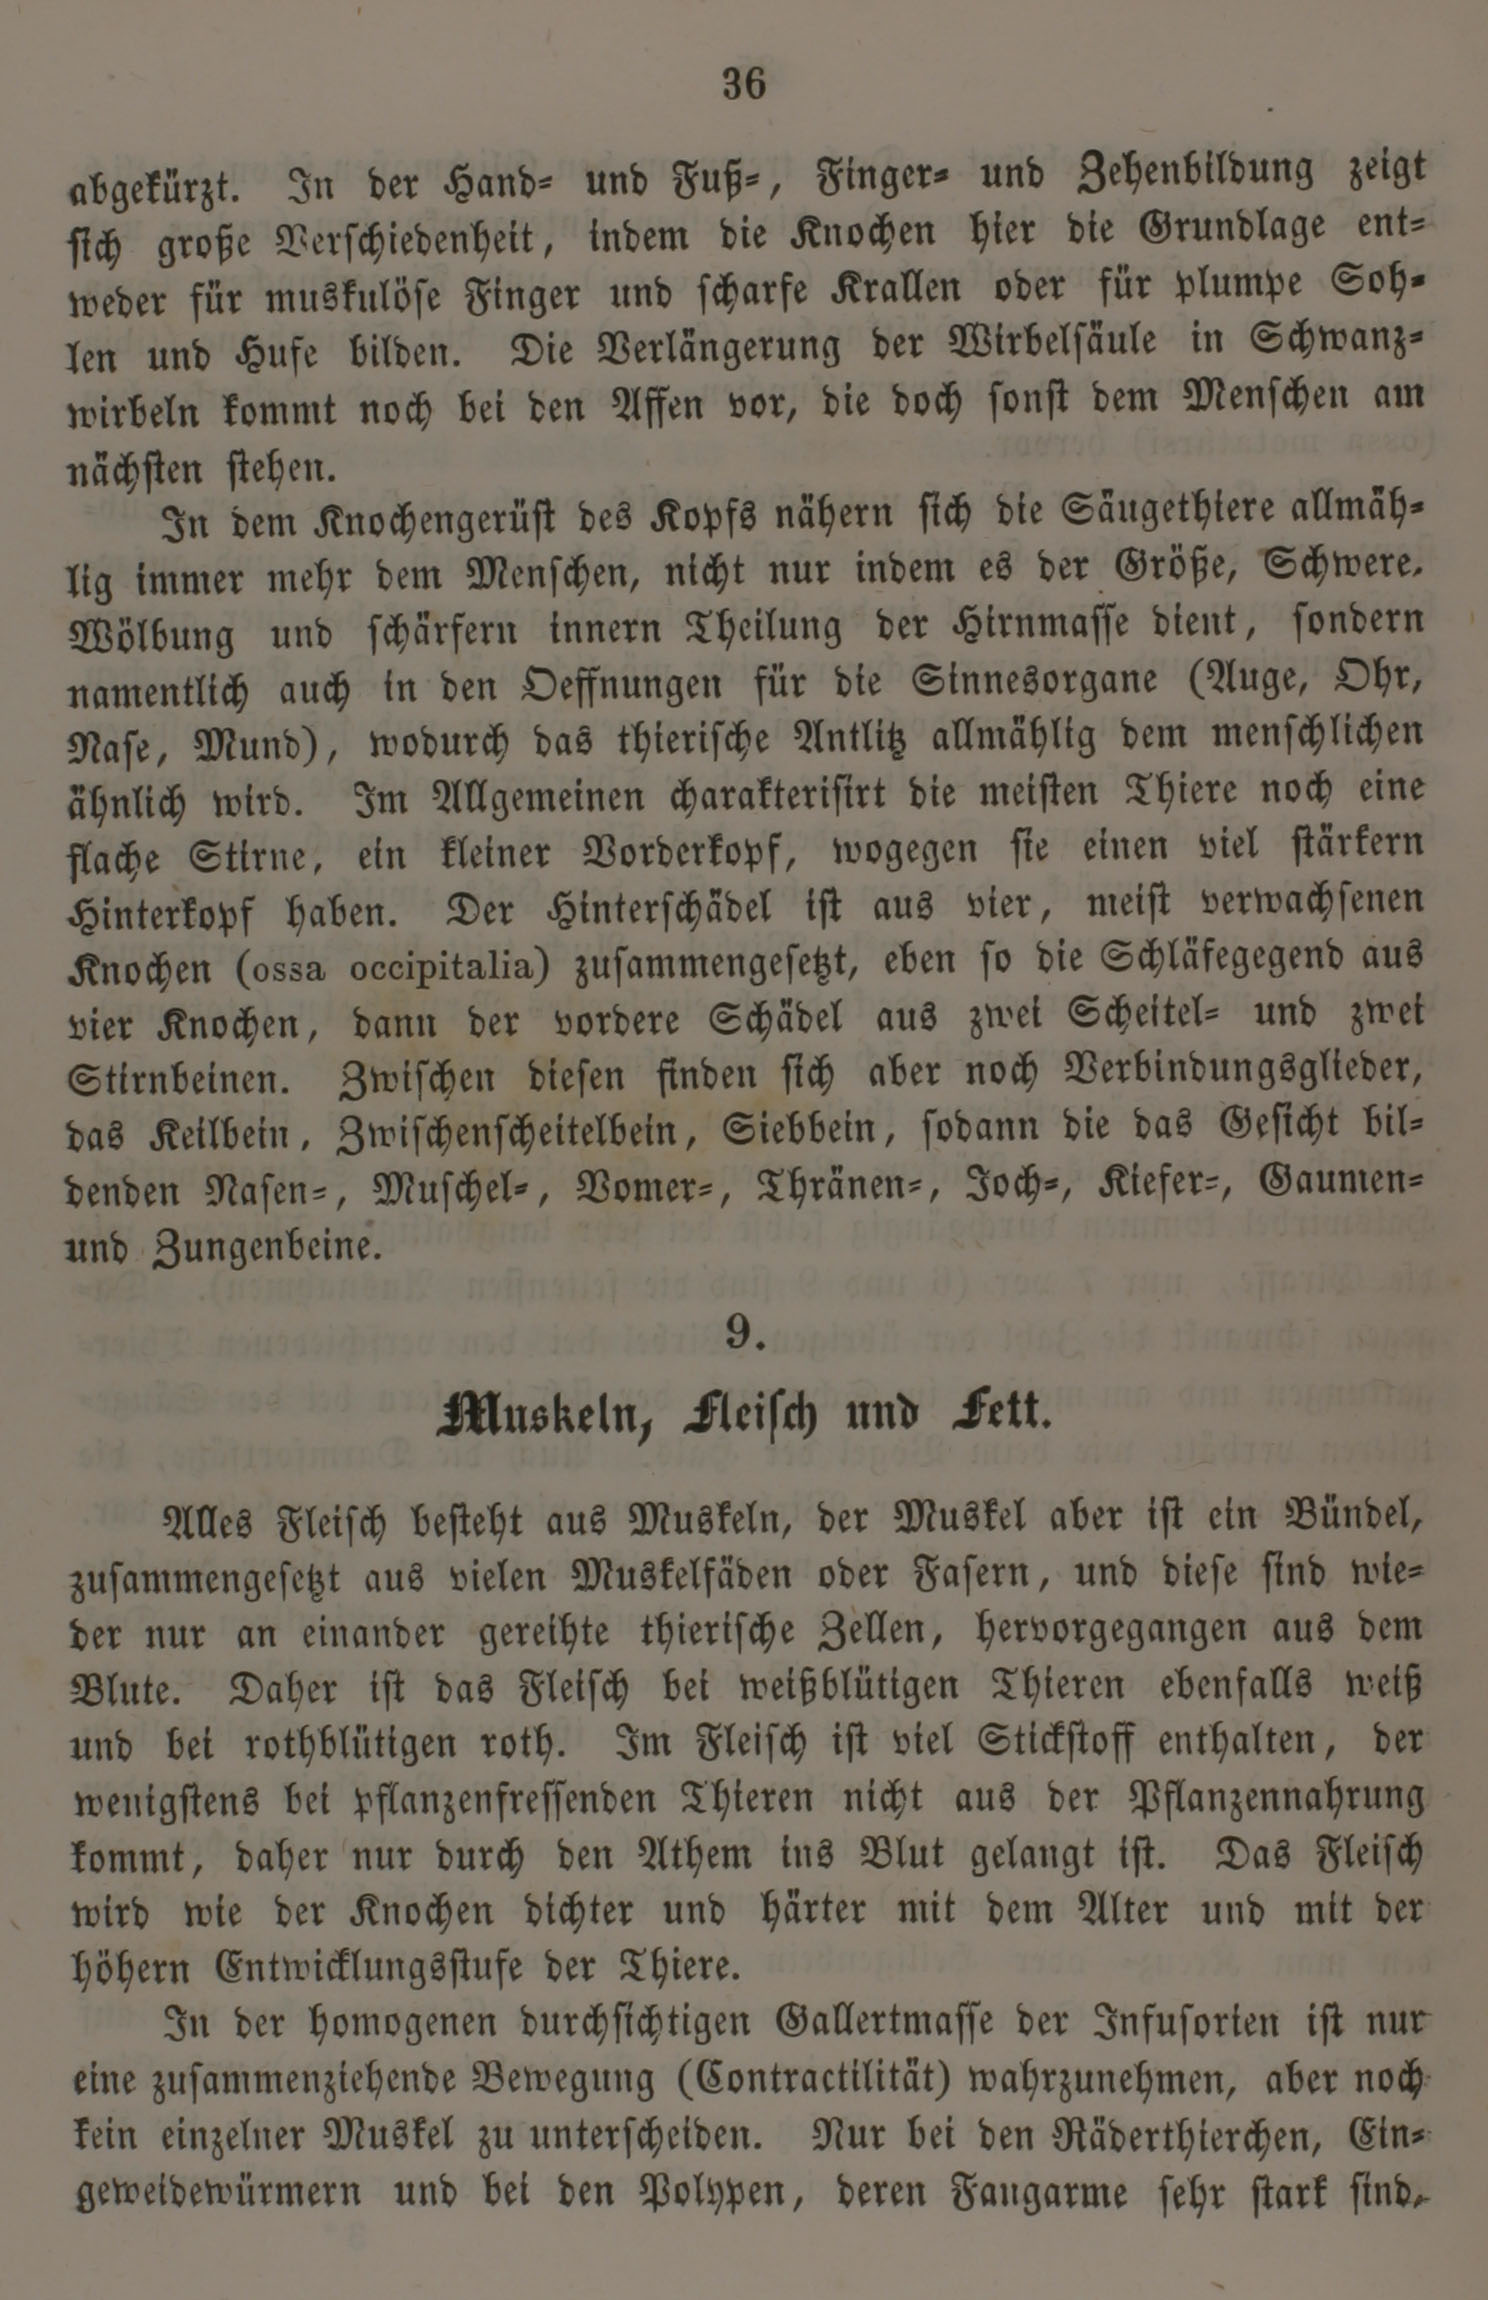 36
abgekürzt. In der Hand- und Fuß-, Finger- und Zehenbildung zeigt
sich große Verschiedenheit, indem die Knochen hier die Grundlage ent-
weder für muskulöse Finger und scharfe Krallen oder für plumpe Soh-
len und Hufe bilden. Die Verlängerung der Wirbelsäule in Schwanz-
wirbeln kommt noch bei den Affen vor, die doch sonst dem Menschen am
nächsten stehen.
In dem Knochengerüst des Kopfs nähern sich die Säugethiere allmäh-
lig immer mehr dem Menschen, nicht nur indem es der Größe, Schwere,
Wölbung und schärfern innern Theilung der Hirnmasse dient, sondern
namentlich auch in den Oeffnungen für die Sinnesorgane (Auge, Ohr,
Nase, Mund), wodurch das thierische Antlitz allmählig dem menschlichen
ähnlich wird. Im Allgemeinen charakterisirt die meisten Thiere noch eine
flache Stirne, ein kleiner Vorderkopf, wogegen sie einen viel stärkern
Hinterkopf haben. Der Hinterschädel ist aus vier, meist verwachsenen
Knochen (ossa occipitalia) zusammengesetzt, eben so die Schläfegegend aus
vier Knochen, dann der vordere Schädel aus zwei Scheitel- und zwei
Stirnbeinen. Zwischen diesen finden sich aber noch Verbindungsglieder,
das Keilbein, Zwischenscheitelbein, Siebbein, sodann die das Gesicht bil-
denden Nasen-, Muschel-, Vomer-, Thränen-, Joch-, Kiefer-, Gaumen-
und Zungenbeine.
9.
Muskeln, Fleisch und Fett.
Alles Fleisch besteht aus Muskeln, der Muskel aber ist ein Bündel,
zusammengesetzt aus vielen Muskelfäden oder Fasern, und diese sind wie-
der nur an einander gereihte thierische Zellen, hervorgegangen aus dem
Blute. Daher ist das Fleisch bei weißblütigen Thieren ebenfalls weiß
und bei rothblütigen roth. Im Fleisch ist viel Stickstoff enthalten, der
wenigstens bei pflanzenfressenden Thieren nicht aus der Pflanzennahrung
kommt, daher nur durch den Athem ins Blut gelangt ist. Das Fleisch
wird wie der Knochen dichter und härter mit dem Alter und mit der
höhern Entwicklungsstufe der Thiere.
In der homogenen durchsichtigen Gallertmasse der Infusorien ist nur
eine zusammenziehende Bewegung (Contractilität) wahrzunehmen, aber noch
kein einzelner Muskel zu unterscheiden. Nur bei den Räderthierchen, Ein-
geweidewürmern und bei den Polypen, deren Fangarme sehr stark sind,